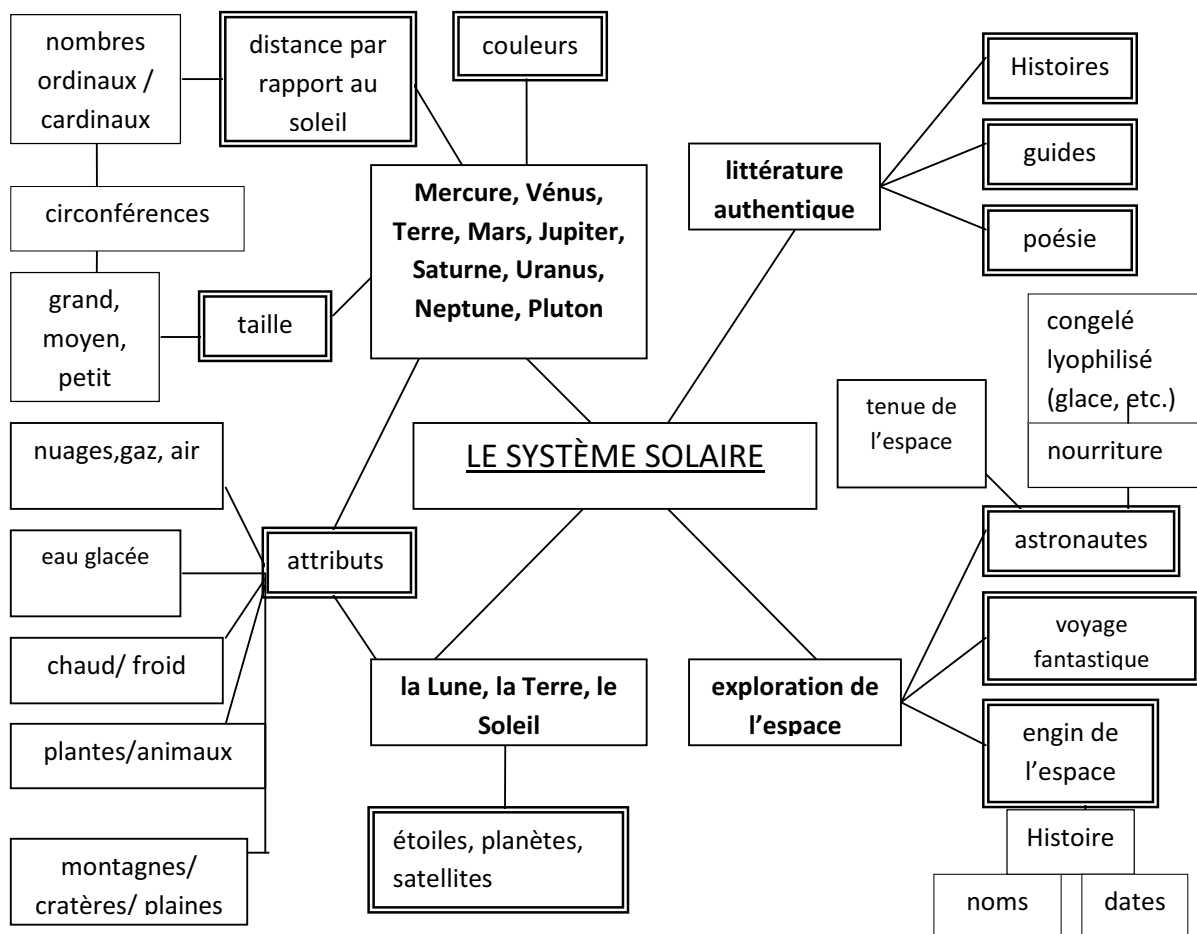 nombres
ordinaux /
cardinaux
distance par
rapport au
soleil
couleurs
Histoires
guides
poésie
littérature
authentique
Mercure, Vénus,
Terre, Mars, Jupiter,
Saturne, Uranus,
Neptune, Pluton
circonférences
grand,
moyen,
petit
taille
congelé
lyophilisé
(glace, etc.)
nourriture
tenue de
l’espace
LE SYSTÈME SOLAIRE
nuages,gaz, air
eau glacée
chaud/ froid
plantes/animaux
montagnes/
cratères/ plaines
attributs
la Lune, la Terre, le
Soleil
étoiles, planètes,
satellites
exploration de
l’espace
astronautes
voyage
fantastique
engin de
l’espace
Histoire
noms
dates